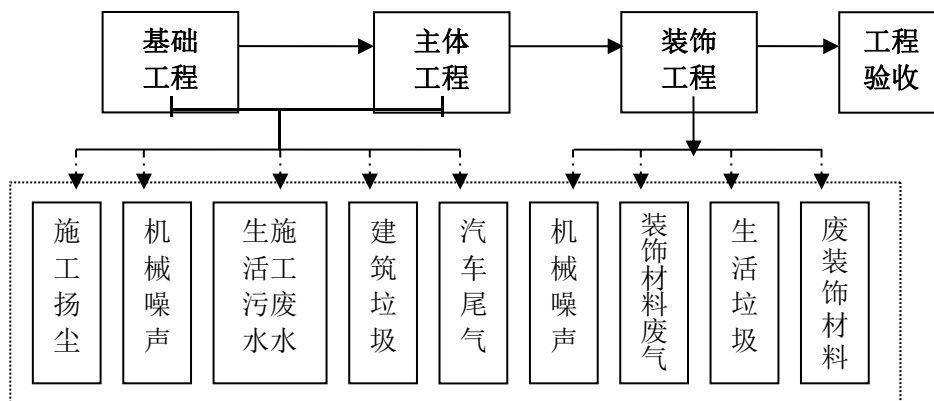 基础
工程
主体
工程
装饰
工程
工程
验收
施工扬尘
机械噪声
施工废水
生活污水
建筑垃圾
汽车尾气
机械噪声
装饰材料废气
生活垃圾
废装饰材料